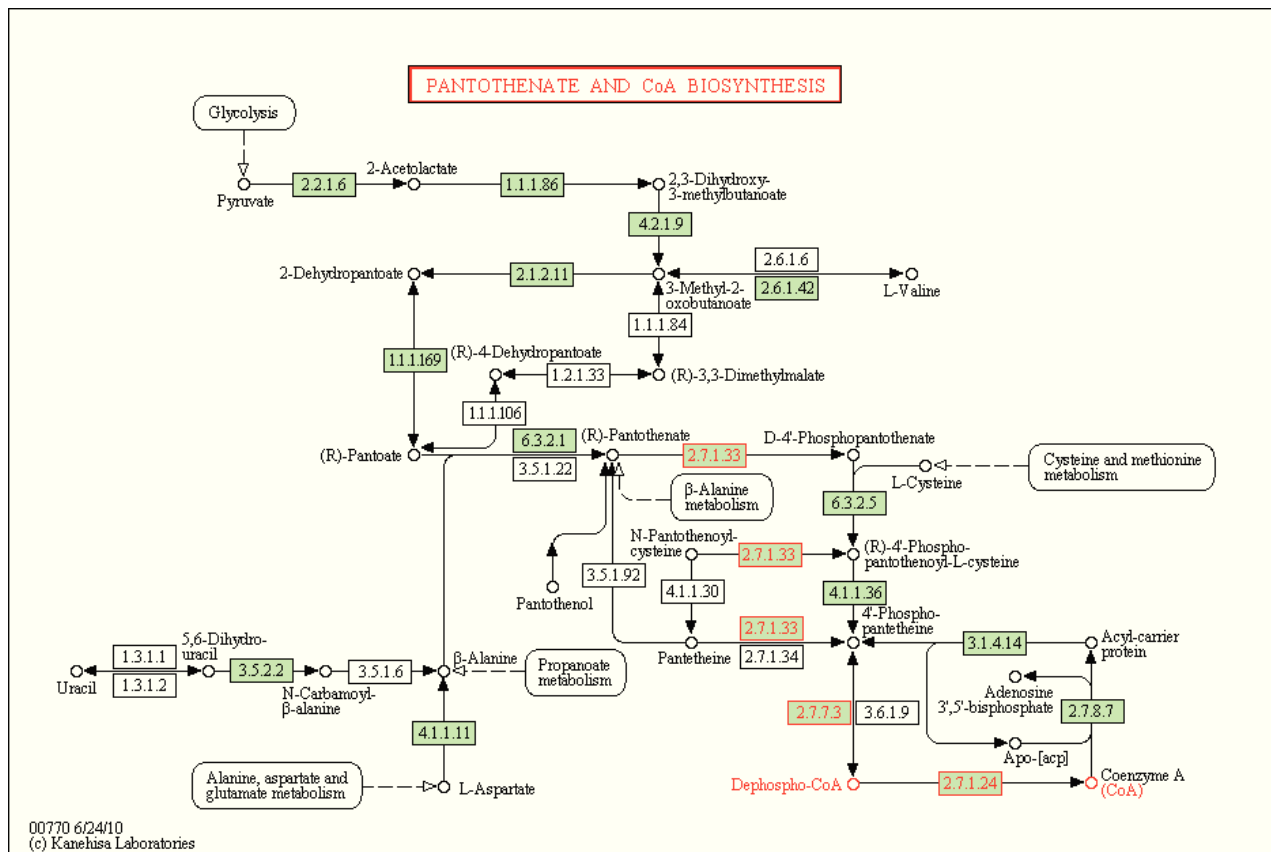 PANTOTHENATE AND CoA BIOSYNTHESIS
Glycolysis
Pyruvate
2.2.1.6
2-Acetolactate
1.1.1.86
2,3-Dihydroxy-
3-methylbutanoate
4.2.1.9
2-Dehydropantoate
2.1.2.11
3-Methyl-2-
oxobutanoate
2.6.1.6
2.6.1.42
L-Valine
1.1.1.84
1.1.1.169
(R)-4-Dehydropantoate
1.2.1.33
(R)-3,3-Dimethylmalate
1.1.1.106
(R)-Pantoate
6.3.2.1
3.5.1.22
(R)-Pantothenate
2.7.1.33
D-4'-Phosphopantothenate
L-Cysteine
Cysteine and methionine
metabolism
β-Alanine
metabolism
6.3.2.5
N-Pantothenoyl-
cysteine
2.7.1.33
(R)-4'-Phospho-
pantothenoyl-L-cysteine
Pantothenol
3.5.1.92
4.1.1.30
4.1.1.36
Pantetheine
2.7.1.33
2.7.1.34
4'-Phospho-
pantetheine
3.1.4.14
Acyl-carrier
protein
Uracil
1.3.1.1
1.3.1.2
5,6-Dihydro-
uracil
3.5.2.2
N-Carbamoyl-
β-alanine
3.5.1.6
β-Alanine
Propanoate
metabolism
Adenosine
3',5'-bisphosphate
2.7.8.7
2.7.7.3
3.6.1.9
4.1.1.11
Apo-[acp]
Alanine, aspartate and
glutamate metabolism
L-Aspartate
Dephospho-CoA
2.7.1.24
Coenzyme A
(CoA)
00770 6/24/10
(c) Kanehisa Laboratories